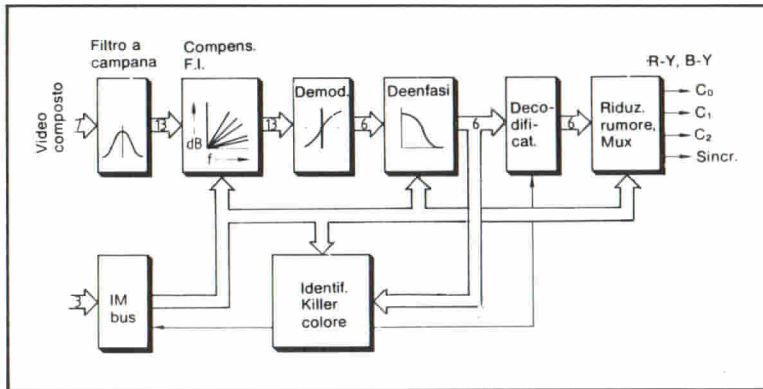 Filtro a
campana
Compens.
F.I.
Demod.
Deenfasi
Deco-
difi-
cat.
Riduz.
rumore,
Mux
R-Y, B-Y
C₀
C₁
C₂
Sincr.
Video
composto
7
13
dB
f
13
6
6
6
3
IM
bus
Identif.
Killer
colore